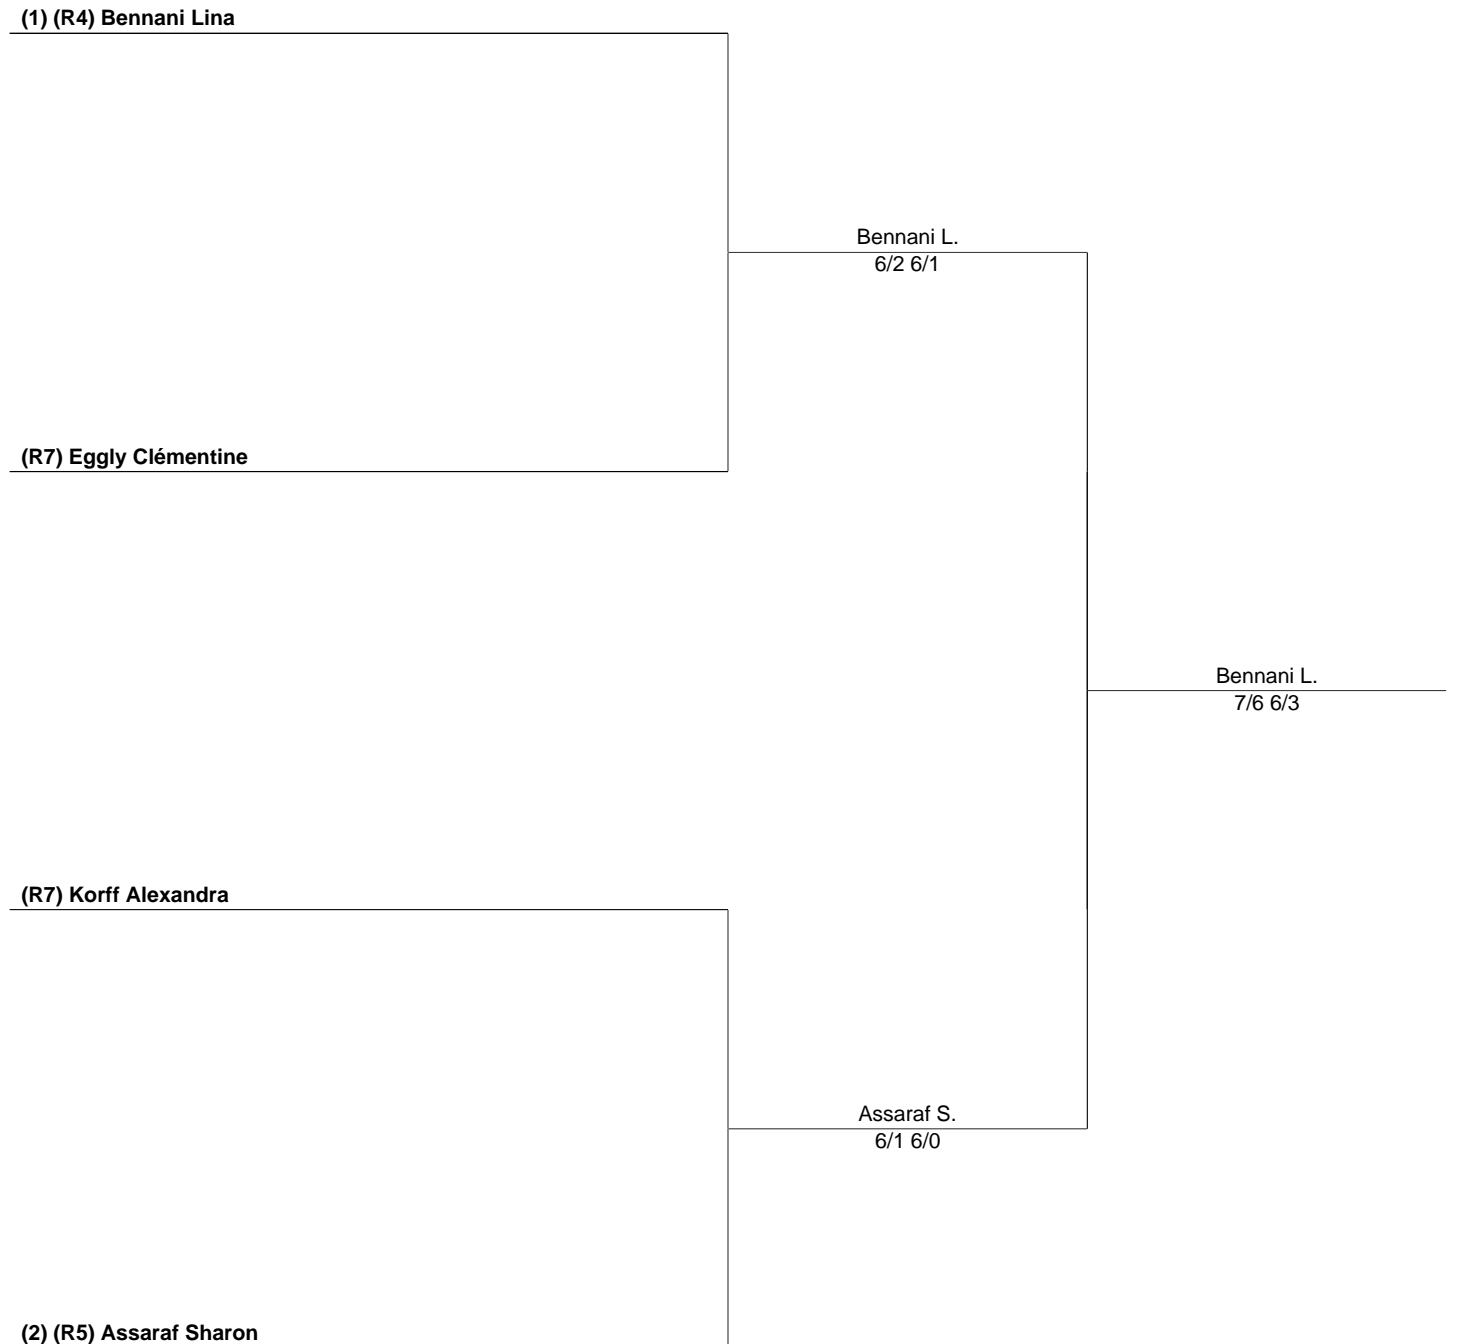 (1) (R4) Bennani Lina
Bennani L.
6/2 6/1
(R7) Eggly Clémentine
Bennani L.
7/6 6/3
(R7) Korff Alexandra
Assaraf S.
6/1 6/0
(2) (R5) Assaraf Sharon